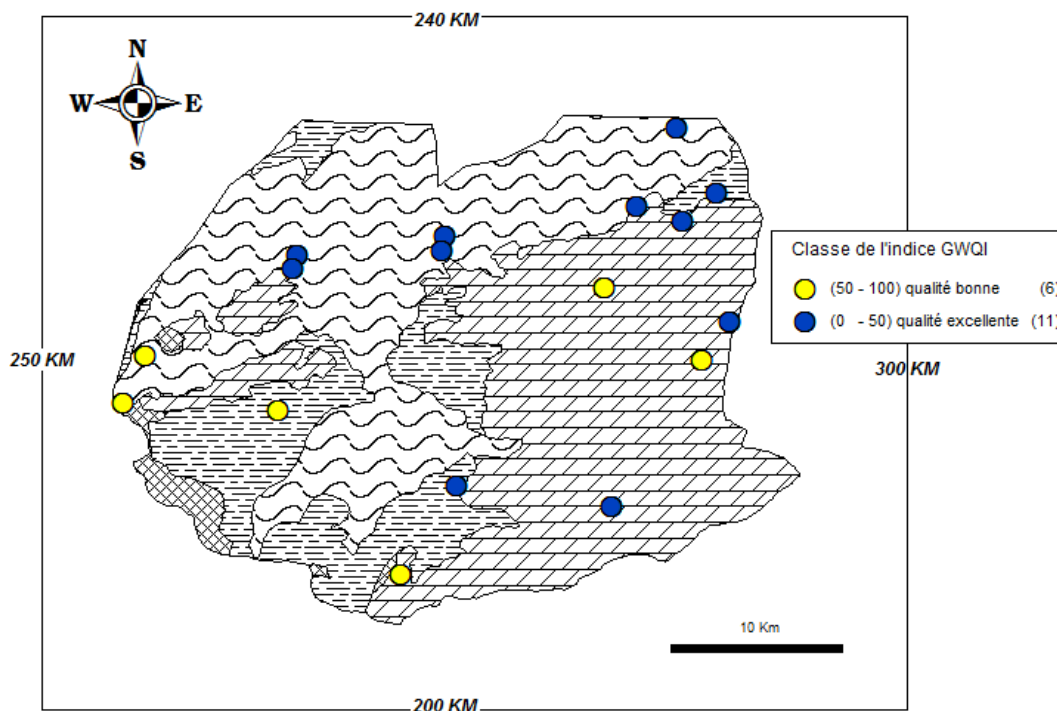 240 KM
N
W E
S
Classe de l'indice GWQI
(50 - 100) qualité bonne (6)
(0 - 50) qualité excellente (11)
250 KM
300 KM
10 Km
200 KM